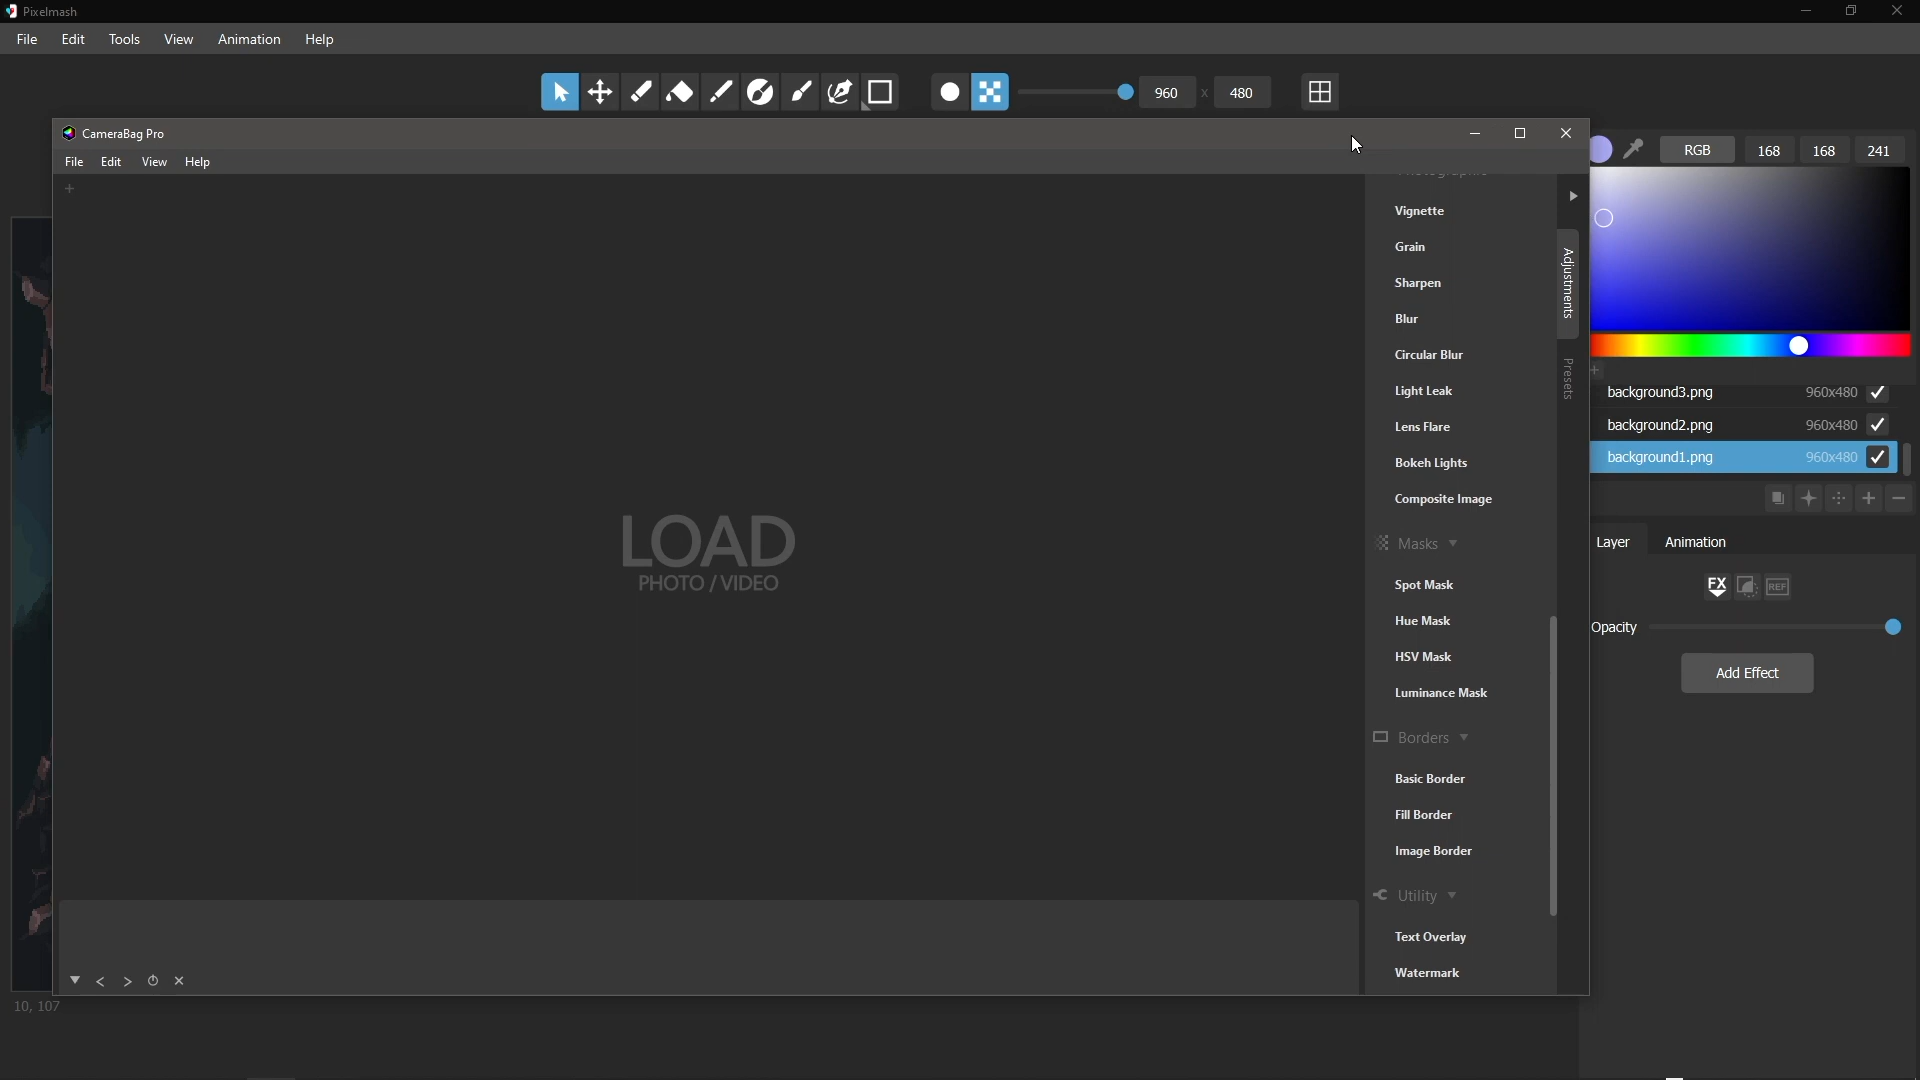 Pixelmash
File Edit Tools View Animation Help
960 x 480
CameraBag Pro
File Edit View Help
RGB 168 168 241
Vignette
Grain
Sharpen
Blur
Circular Blur
Light Leak
Lens Flare
Bokeh Lights
Composite Image
Masks
Spot Mask
Hue Mask
HSV Mask
Luminance Mask
Borders
Basic Border
Fill Border
Image Border
Utility
Text Overlay
Watermark
Adjustments
Presets
LOAD
PHOTO / VIDEO
background3.png 960x480
background2.png 960x480
background1.png 960x480
Layer Animation
FX REF
Opacity
Add Effect
10, 107